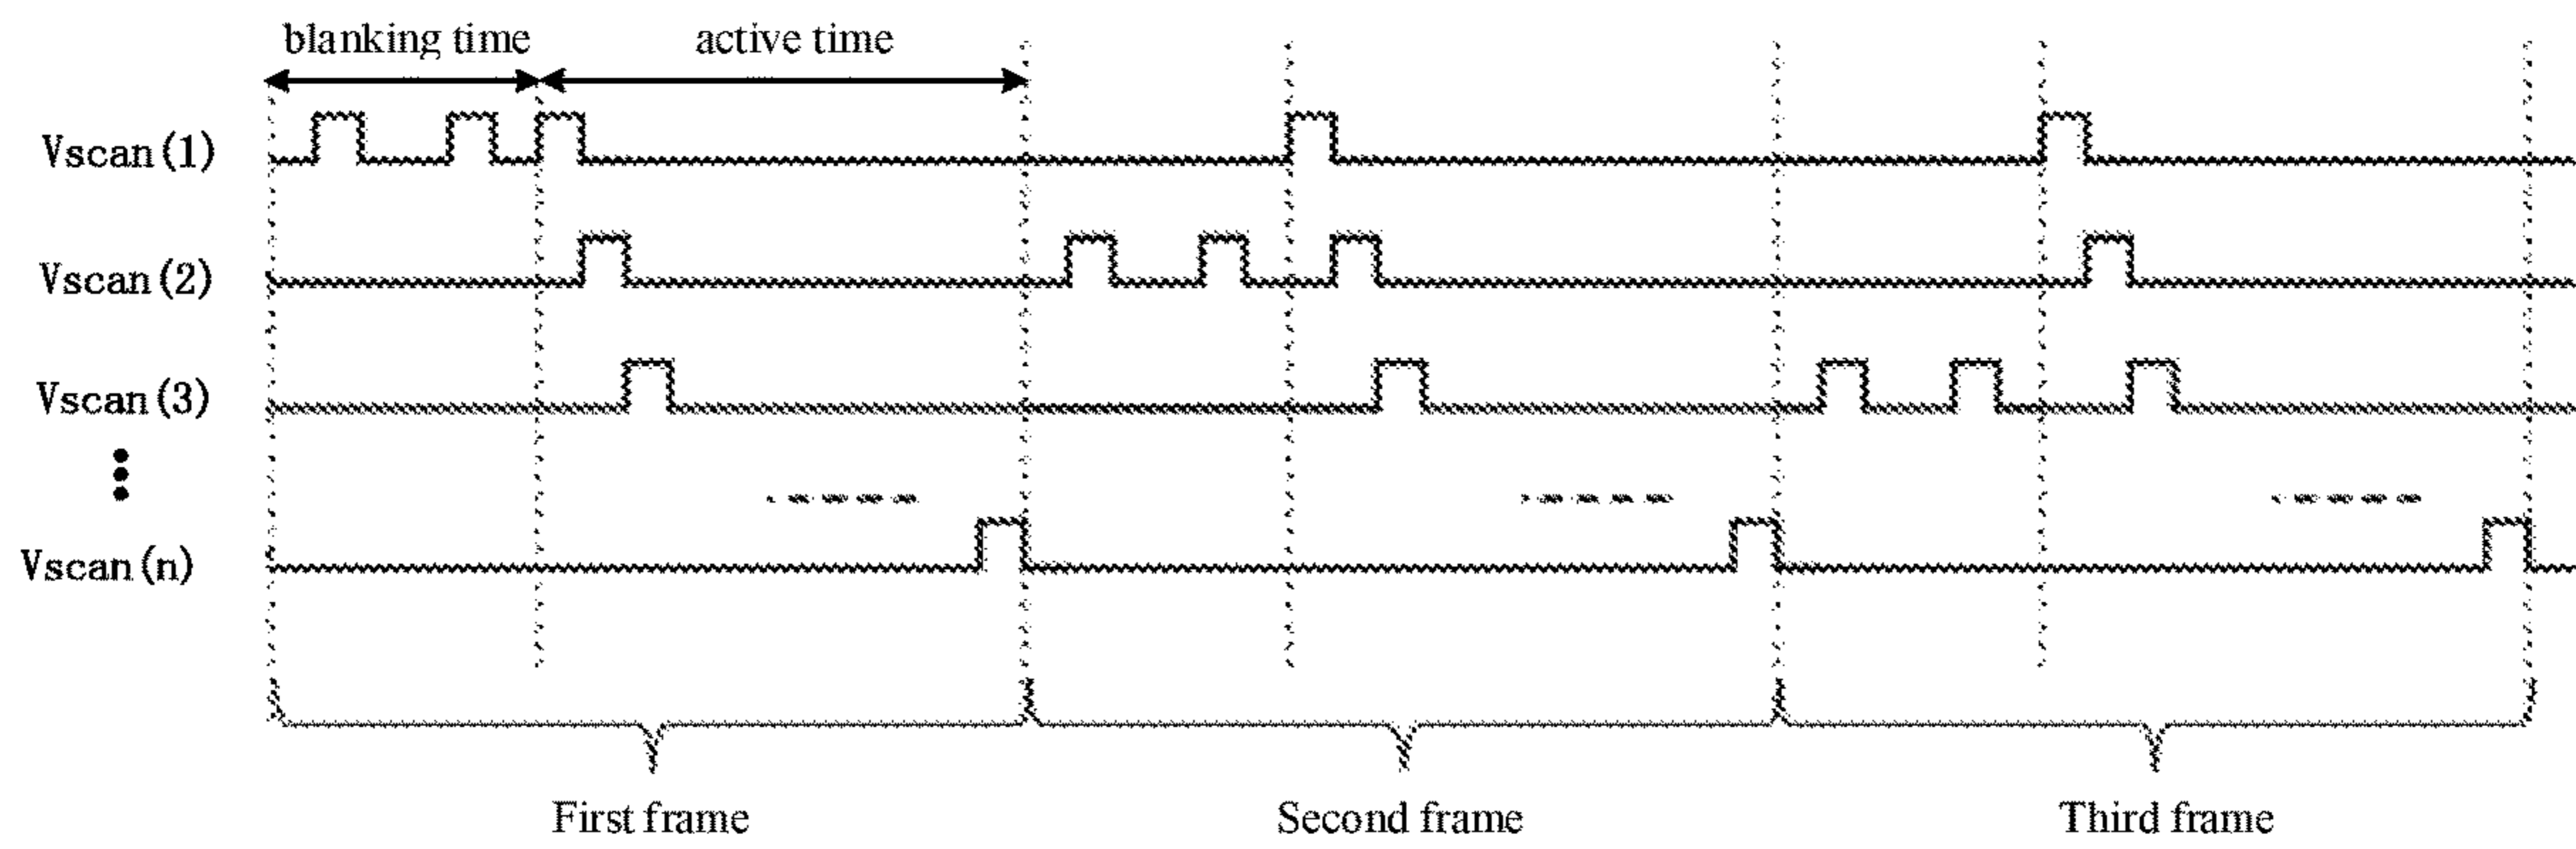 blanking time active time
Vscan(1)
Vscan(2)
Vscan(3)
Vscan(n)
First frame Second frame Third frame